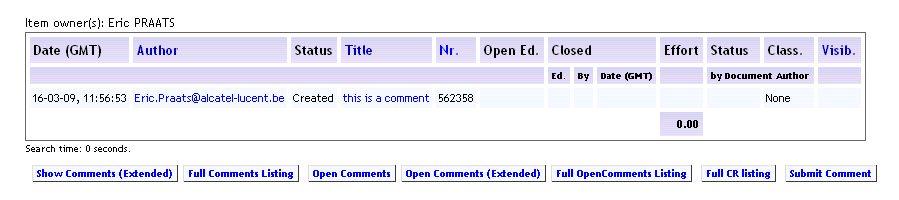 Item owner(s): Eric PRAATS
Date (GMT) Author Status Title Nr. Open Ed. Closed Effort Status Class. Visib.
Ed. By Date (GMT) by Document Author
16-03-09, 11:56:53 Eric.Praats@alcatel-lucent.be Created this is a comment 562358 None
0.00
Search time: 0 seconds.
Show Comments (Extended) Full Comments Listing Open Comments Open Comments (Extended) Full OpenComments Listing Full CR listing Submit Comment